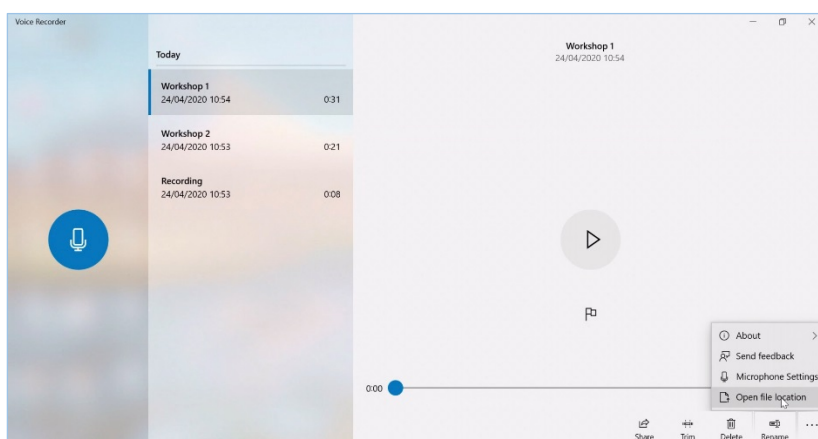 Voice Recorder
Today
Workshop 1
24/04/2020 10:54 0:31
Workshop 2
24/04/2020 10:53 0:21
Recording
24/04/2020 10:53 0:08
Workshop 1
24/04/2020 10:54
0:00
About
Send feedback
Microphone Settings
Open file location
Share Trim Delete Rename ...